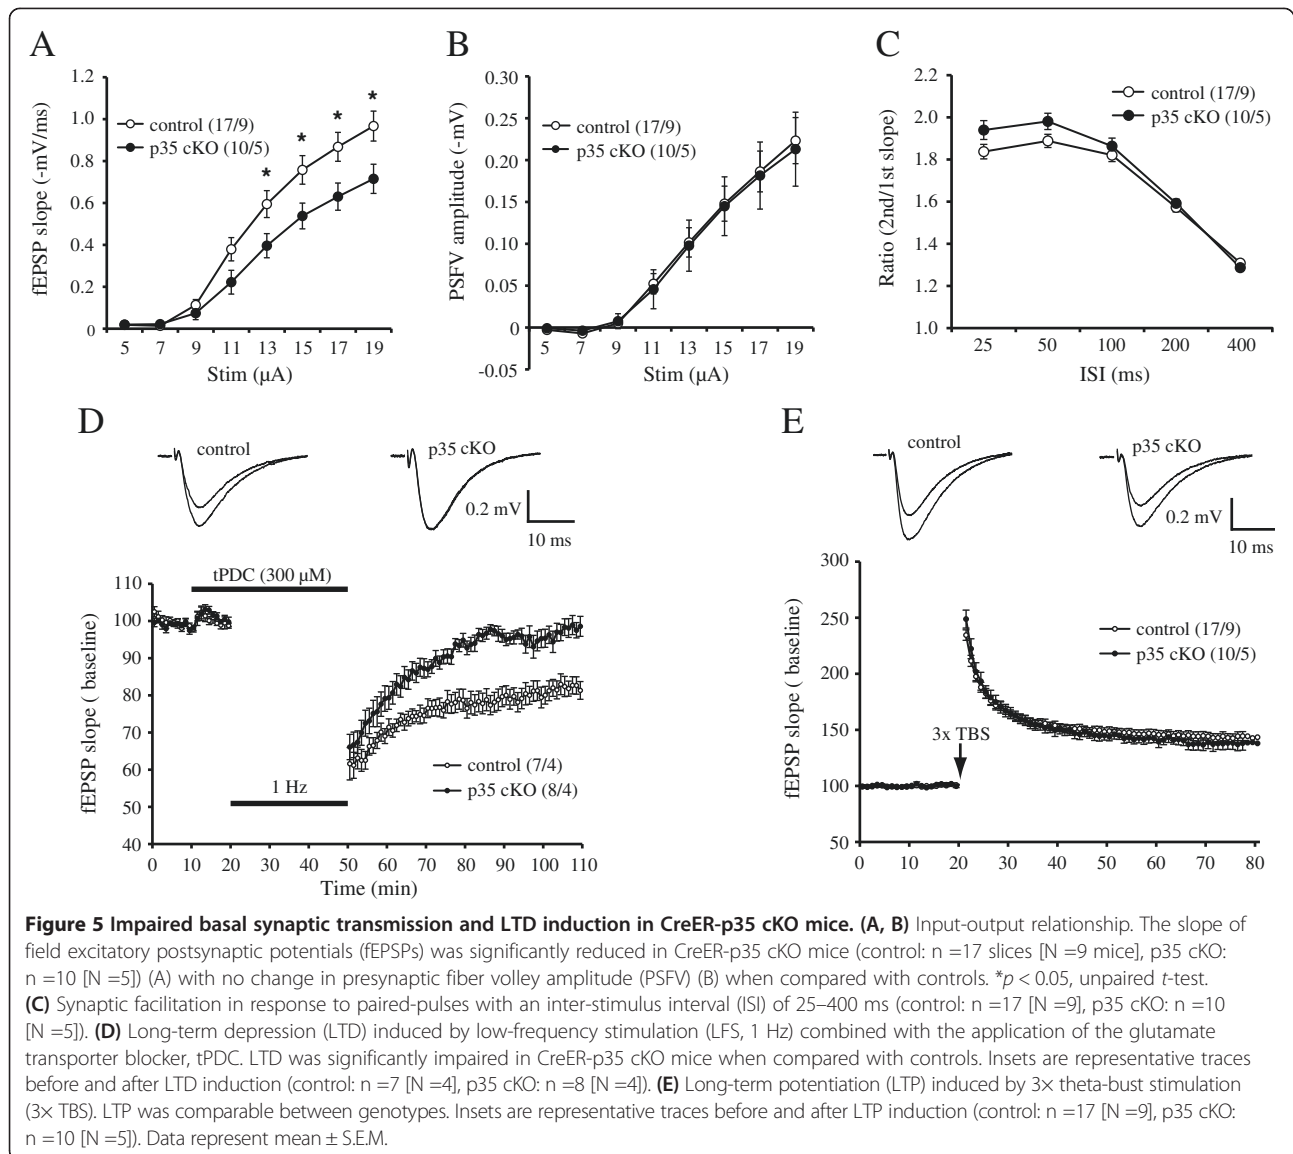 A
fEPSP slope (-mV/ms)
1.2
1.0
0.8
0.6
0.4
0.2
0
control (17/9)
p35 cKO (10/5)
* * * *
5 7 9 11 13 15 17 19
Stim (µA)
B
PSFV amplitude (-mV)
0.30
0.25
0.20
0.15
0.10
0.05
0
-0.05
control (17/9)
p35 cKO (10/5)
5 7 9 11 13 15 17 19
Stim (µA)
C
Ratio (2nd/1st slope)
2.2
2.0
1.8
1.6
1.4
1.2
1.0
control (17/9)
p35 cKO (10/5)
25 50 100 200 400
ISI (ms)
D
control
p35 cKO
0.2 mV
10 ms
tPDC (300 µM)
fEPSP slope ( baseline)
110
100
90
80
70
60
50
40
1 Hz
control (7/4)
p35 cKO (8/4)
0 10 20 30 40 50 60 70 80 90 100 110
Time (min)
E
control
p35 cKO
0.2 mV
10 ms
fEPSP slope ( baseline)
300
250
200
150
100
50
control (17/9)
p35 cKO (10/5)
3x TBS
0 10 20 30 40 50 60 70 80
Figure 5 Impaired basal synaptic transmission and LTD induction in CreER-p35 cKO mice. (A, B) Input-output relationship. The slope of
field excitatory postsynaptic potentials (fEPSPs) was significantly reduced in CreER-p35 cKO mice (control: n =17 slices [N =9 mice], p35 cKO:
n =10 [N =5]) (A) with no change in presynaptic fiber volley amplitude (PSFV) (B) when compared with controls. *p < 0.05, unpaired t-test.
(C) Synaptic facilitation in response to paired-pulses with an inter-stimulus interval (ISI) of 25–400 ms (control: n =17 [N =9], p35 cKO: n =10
[N =5]). (D) Long-term depression (LTD) induced by low-frequency stimulation (LFS, 1 Hz) combined with the application of the glutamate
transporter blocker, tPDC. LTD was significantly impaired in CreER-p35 cKO mice when compared with controls. Insets are representative traces
before and after LTD induction (control: n =7 [N =4], p35 cKO: n =8 [N =4]). (E) Long-term potentiation (LTP) induced by 3× theta-bust stimulation
(3× TBS). LTP was comparable between genotypes. Insets are representative traces before and after LTP induction (control: n =17 [N =9], p35 cKO:
n =10 [N =5]). Data represent mean ± S.E.M.